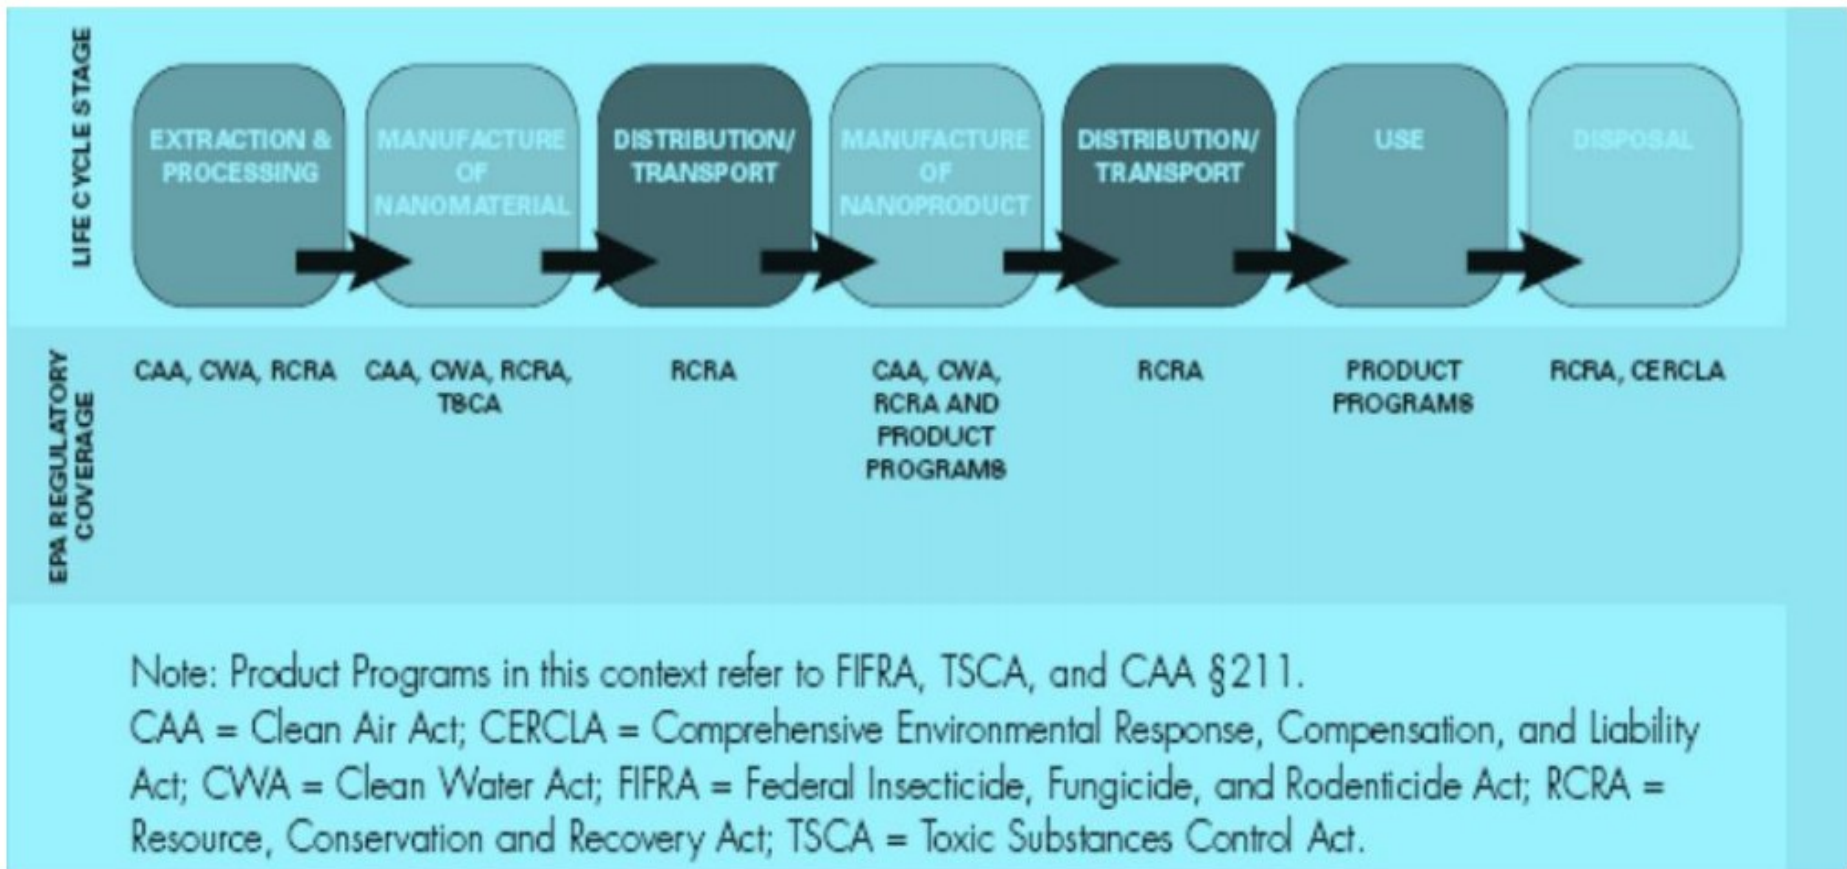 LIFE CYCLE STAGE
EXTRACTION &
PROCESSING
MANUFACTURE
OF
NANOMATERIAL
DISTRIBUTION/
TRANSPORT
MANUFACTURE
OF
NANOPRODUCT
DISTRIBUTION/
TRANSPORT
USE
DISPOSAL
EPA REGULATORY
COVERAGE
CAA, CWA, RCRA
CAA, CWA, RCRA,
TSCA
RCRA
CAA, CWA,
RCRA AND
PRODUCT
PROGRAMS
RCRA
PRODUCT
PROGRAMS
RCRA, CERCLA
Note: Product Programs in this context refer to FIFRA, TSCA, and CAA §211.
CAA = Clean Air Act; CERCLA = Comprehensive Environmental Response, Compensation, and Liability
Act; CWA = Clean Water Act; FIFRA = Federal Insecticide, Fungicide, and Rodenticide Act; RCRA =
Resource, Conservation and Recovery Act; TSCA = Toxic Substances Control Act.